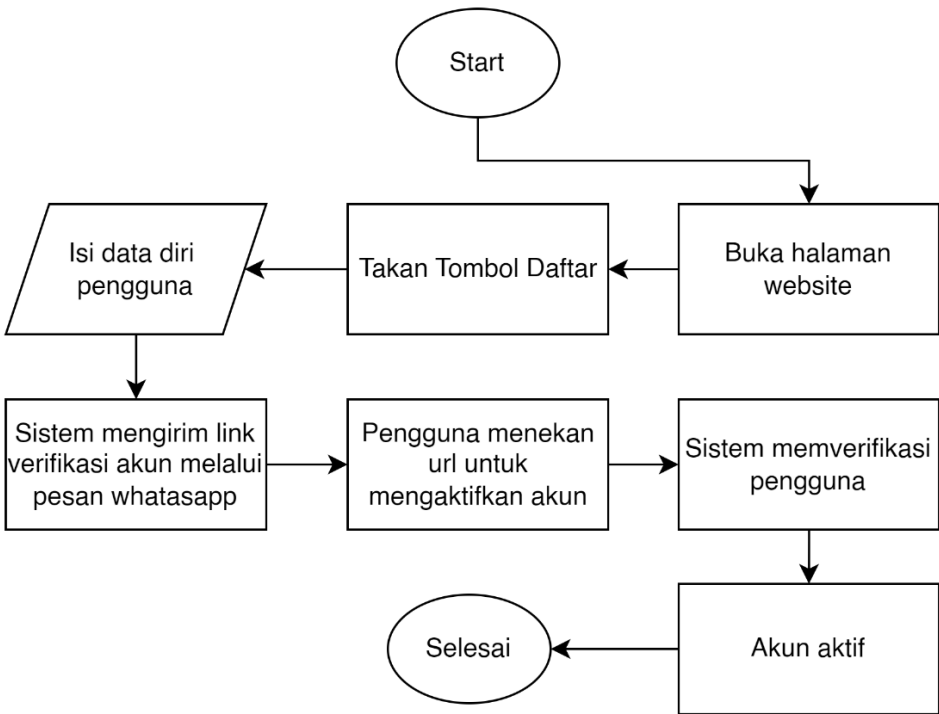 Start
Buka halaman
website
Takan Tombol Daftar
Isi data diri
pengguna
Sistem mengirim link
verifikasi akun melalui
pesan whatasapp
Pengguna menekan
url untuk
mengaktifkan akun
Sistem memverifikasi
pengguna
Akun aktif
Selesai